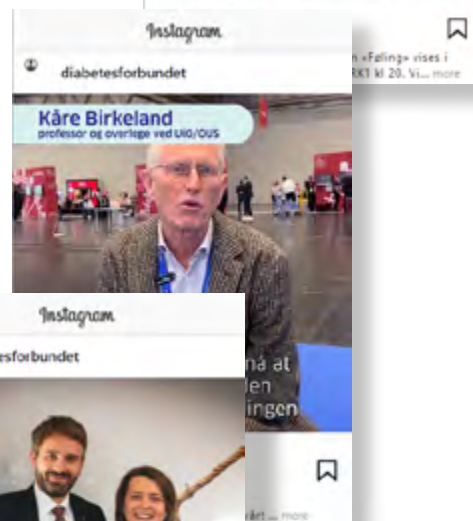 Instagram
n «Føling» vises i
RK1 kl 20. Vi... more
diabetesforbundet
Kåre Birkeland
professor og overlege ved UiO/OUS
nå at
den
ingen
Instagram
esforbundet
vårt ... more